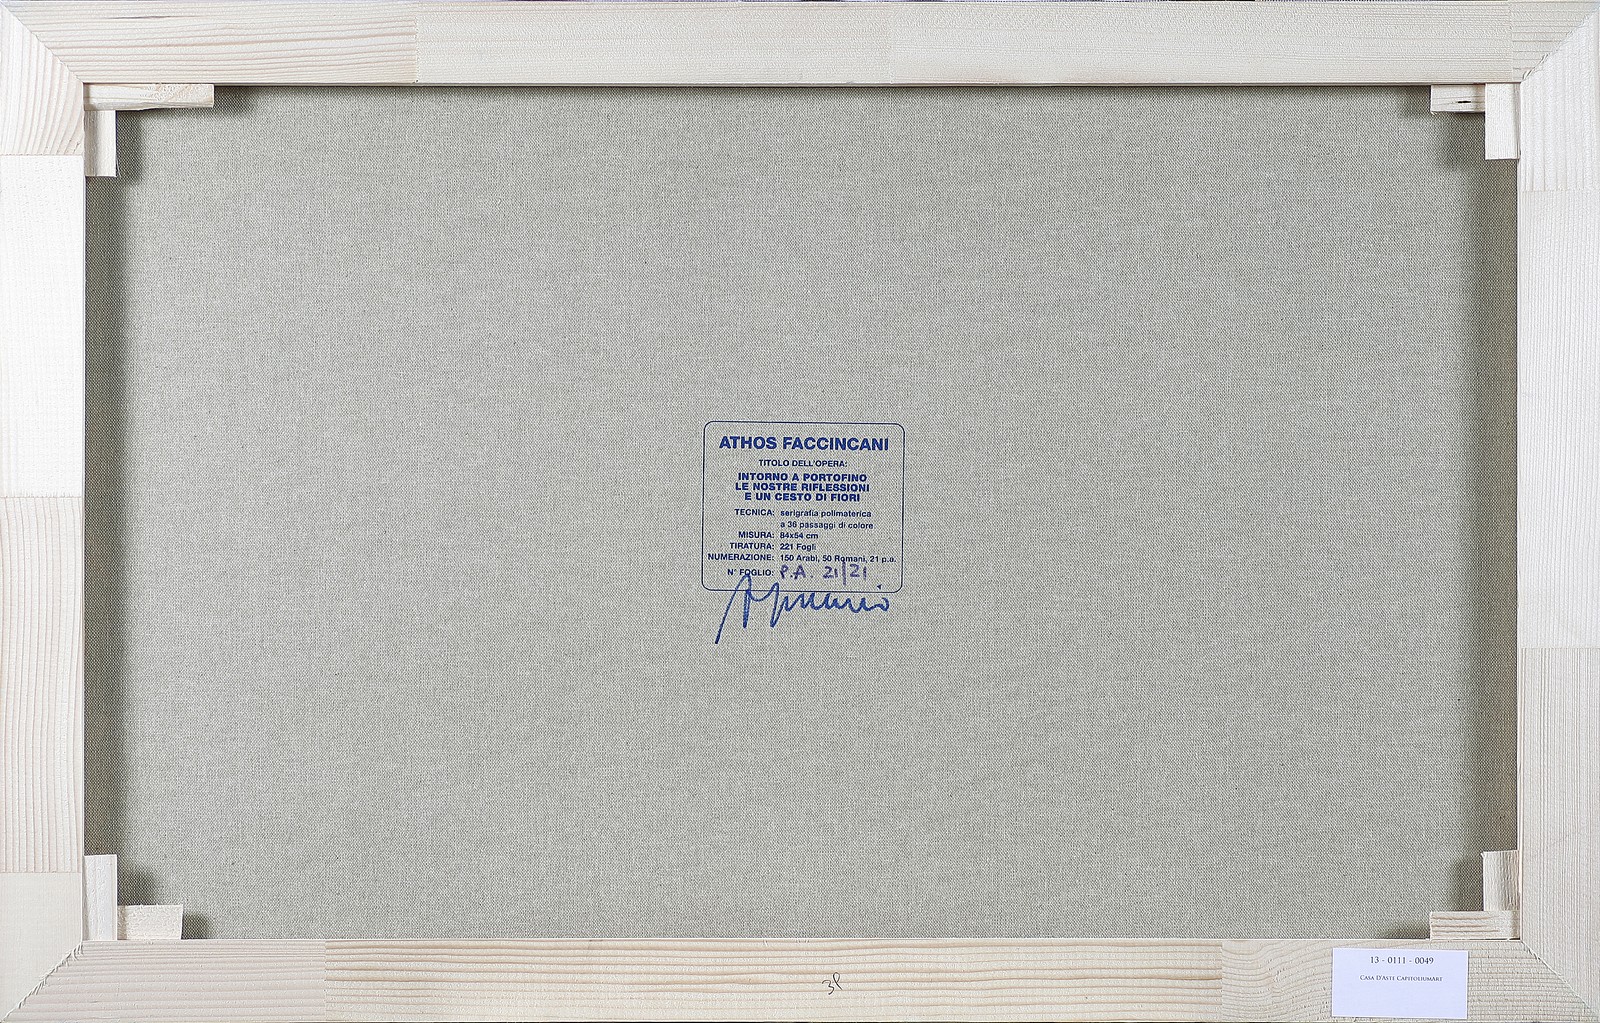 ATHOS FACCINCANI
TITOLO DELL'OPERA:
INTORNO A PORTOFINO
LE NOSTRE RIFLESSIONI
E UN CESTO DI FIORI
TECNICA: serigrafia polimaterica
a 36 passaggi di colore
MISURA: 84x54 cm
TIRATURA: 221 Fogli
NUMERAZIONE: 150 Arabi, 50 Romani, 21 p.a.
N° FOGLIO: P.A. 21/21
13 - 0111 - 0049
CASA D'ASTE CAPITOLIUMART